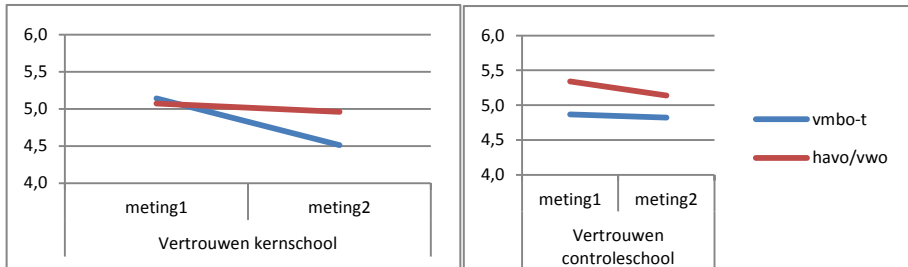 6,0
5,5
5,0
4,5
4,0
meting1 meting2
Vertrouwen kernschool
6,0
5,5
5,0
4,5
4,0
meting1 meting2
Vertrouwen
controleschool
vmbo-t
havo/vwo